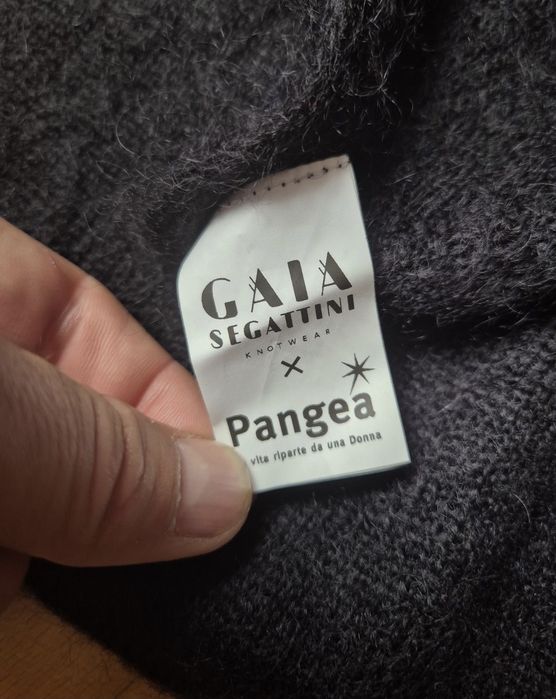 GAIA
SEGATTINI
KNOTWEAR
×
Pangea
vita riparte da una Donna